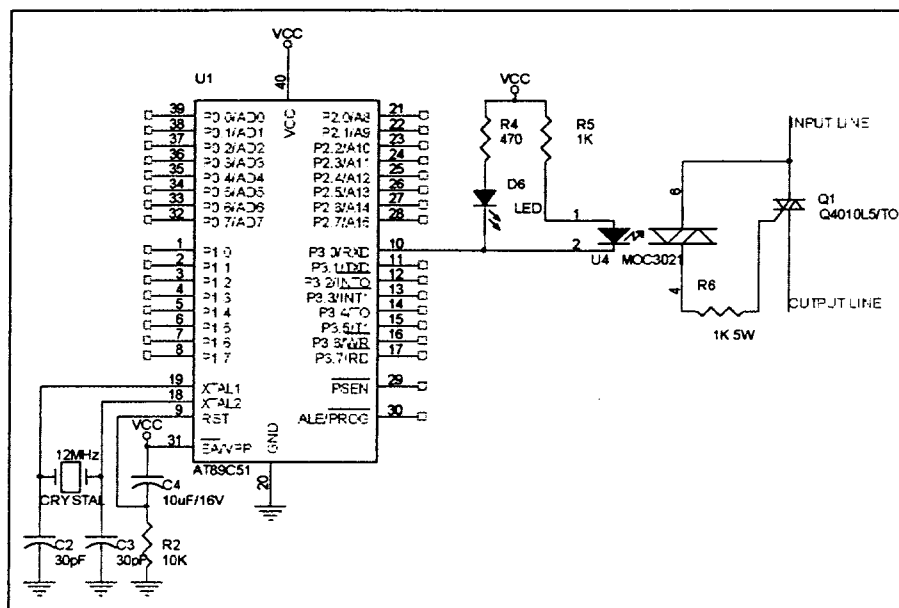 VCC
U1
40
VCC
39 P0.0/AD0 P2.0/A8 21
38 P0.1/AD1 P2.1/A9 22
37 P0.2/AD2 P2.2/A10 23
36 P0.3/AD3 P2.3/A11 24
35 P0.4/AD4 P2.4/A12 25
34 P0.5/AD5 P2.5/A13 26
33 P0.6/AD6 P2.6/A14 27
32 P0.7/AD7 P2.7/A15 28
1 P1.0 P3.0/RXD 10
2 P1.1 P3.1/TXD 11
3 P1.2 P3.2/INTO 12
4 P1.3 P3.3/INT1 13
5 P1.4 P3.4/TO 14
6 P1.5 P3.5/T1 15
7 P1.6 P3.6/WR 16
8 P1.7 P3.7/RD 17
19 XTAL1 PSEN 29
18 XTAL2
9 RST ALE/PROG 30
VCC
31 EA/VPP
GND
AT89C51
20
12MHz
CRYSTAL
C4
10uF/16V
C2
30pF
C3
30pF
R2
10K
VCC
R4
470
R5
1K
D6
LED
1
2
U4
MOC3021
6
4
R6
1K 5W
INPUT LINE
Q1
Q4010L5/TO
OUTPUT LINE